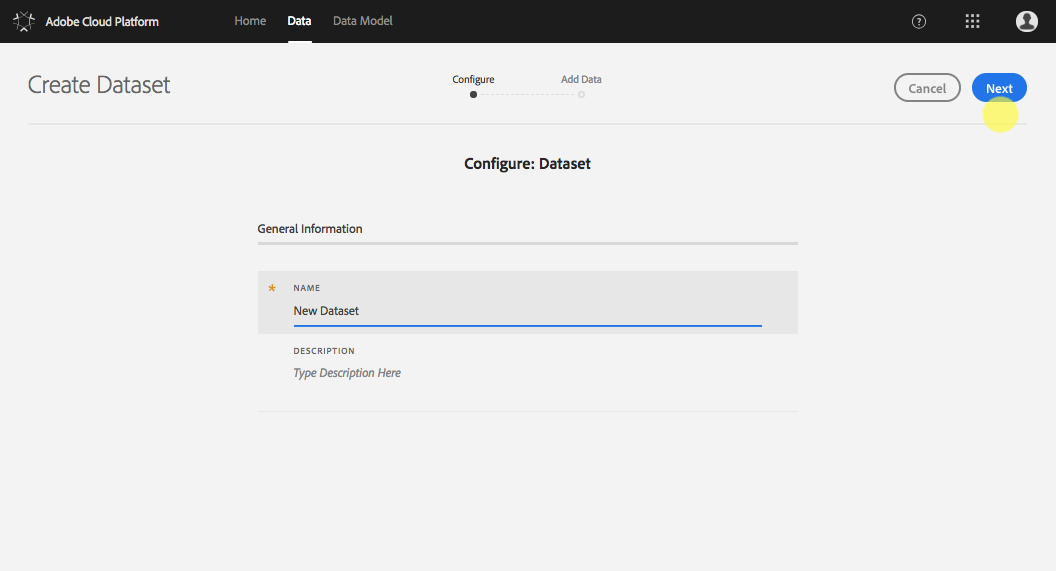 Adobe Cloud Platform Home Data Data Model ?
Create Dataset
Configure Add Data
Cancel Next
Configure: Dataset
General Information
* NAME
New Dataset
DESCRIPTION
Type Description Here